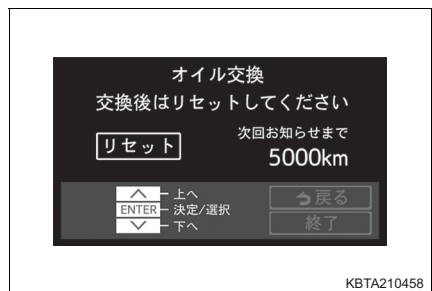 オイル交換
交換後はリセットしてください
リセット
次回お知らせまで
5000km
上へ
ENTER 決定/選択
下へ
戻る
終了
KBTA210458